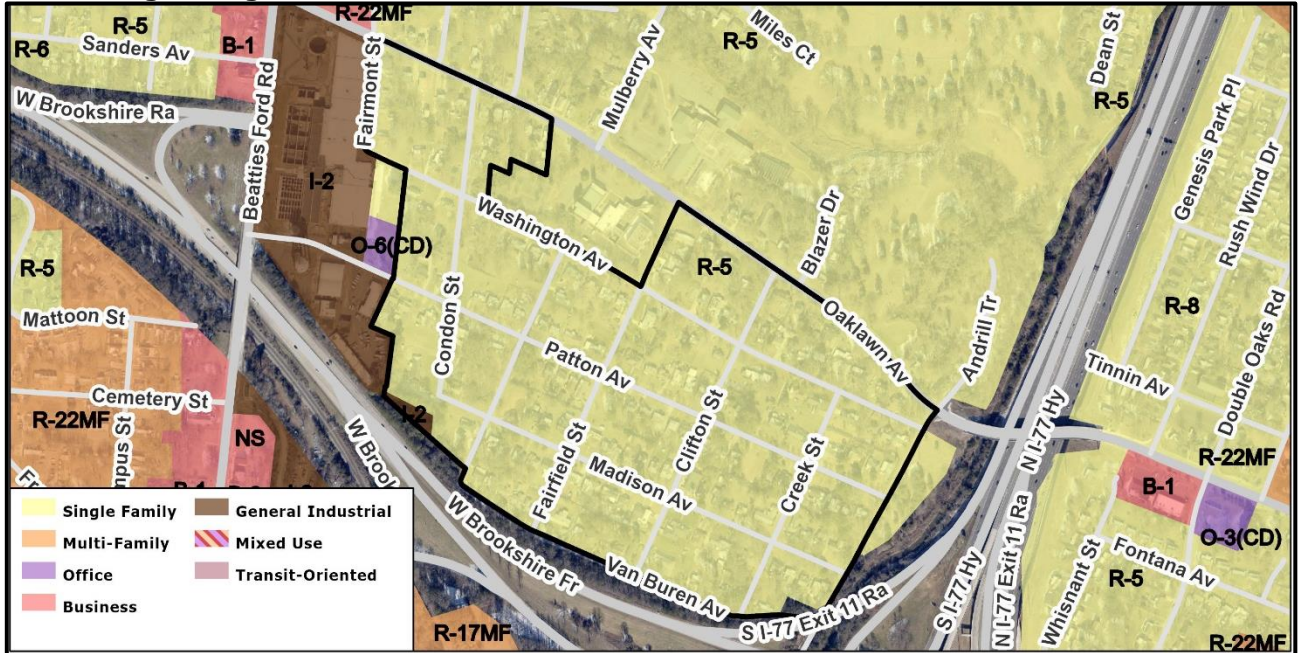 R-22MF
R-5
R-6
Sanders Av
B-1
W Brookshire Ra
Beatties Ford Rd
Fairmont St
I-2
O-6(CD)
Mulberry Av
Miles Ct
R-5
Dean St
R-5
Genesis Park Pl
Rush Wind Dr
Washington Av
Blazer Dr
R-5
R-5
Mattoon St
Condon St
Patton Av
Oaklawn Av
Andrill Tr
R-8
Tinnin Av
Double Oaks Rd
Cemetery St
R-22MF
NS
I-2
W Brool
Fairfield St
Clifton St
Creek St
Madison Av
N I-77 Hy
R-22MF
B-1
O-3(CD)
Fontana Av
R-5
Whisnant St
W Brookshire Fr
Van Buren Av
S I-77 Exit 11 Ra
S I-77 Hy
N I-77 Exit 11 Ra
R-17MF
R-22MF
Single Family
General Industrial
Multi-Family
Mixed Use
Office
Transit-Oriented
Business